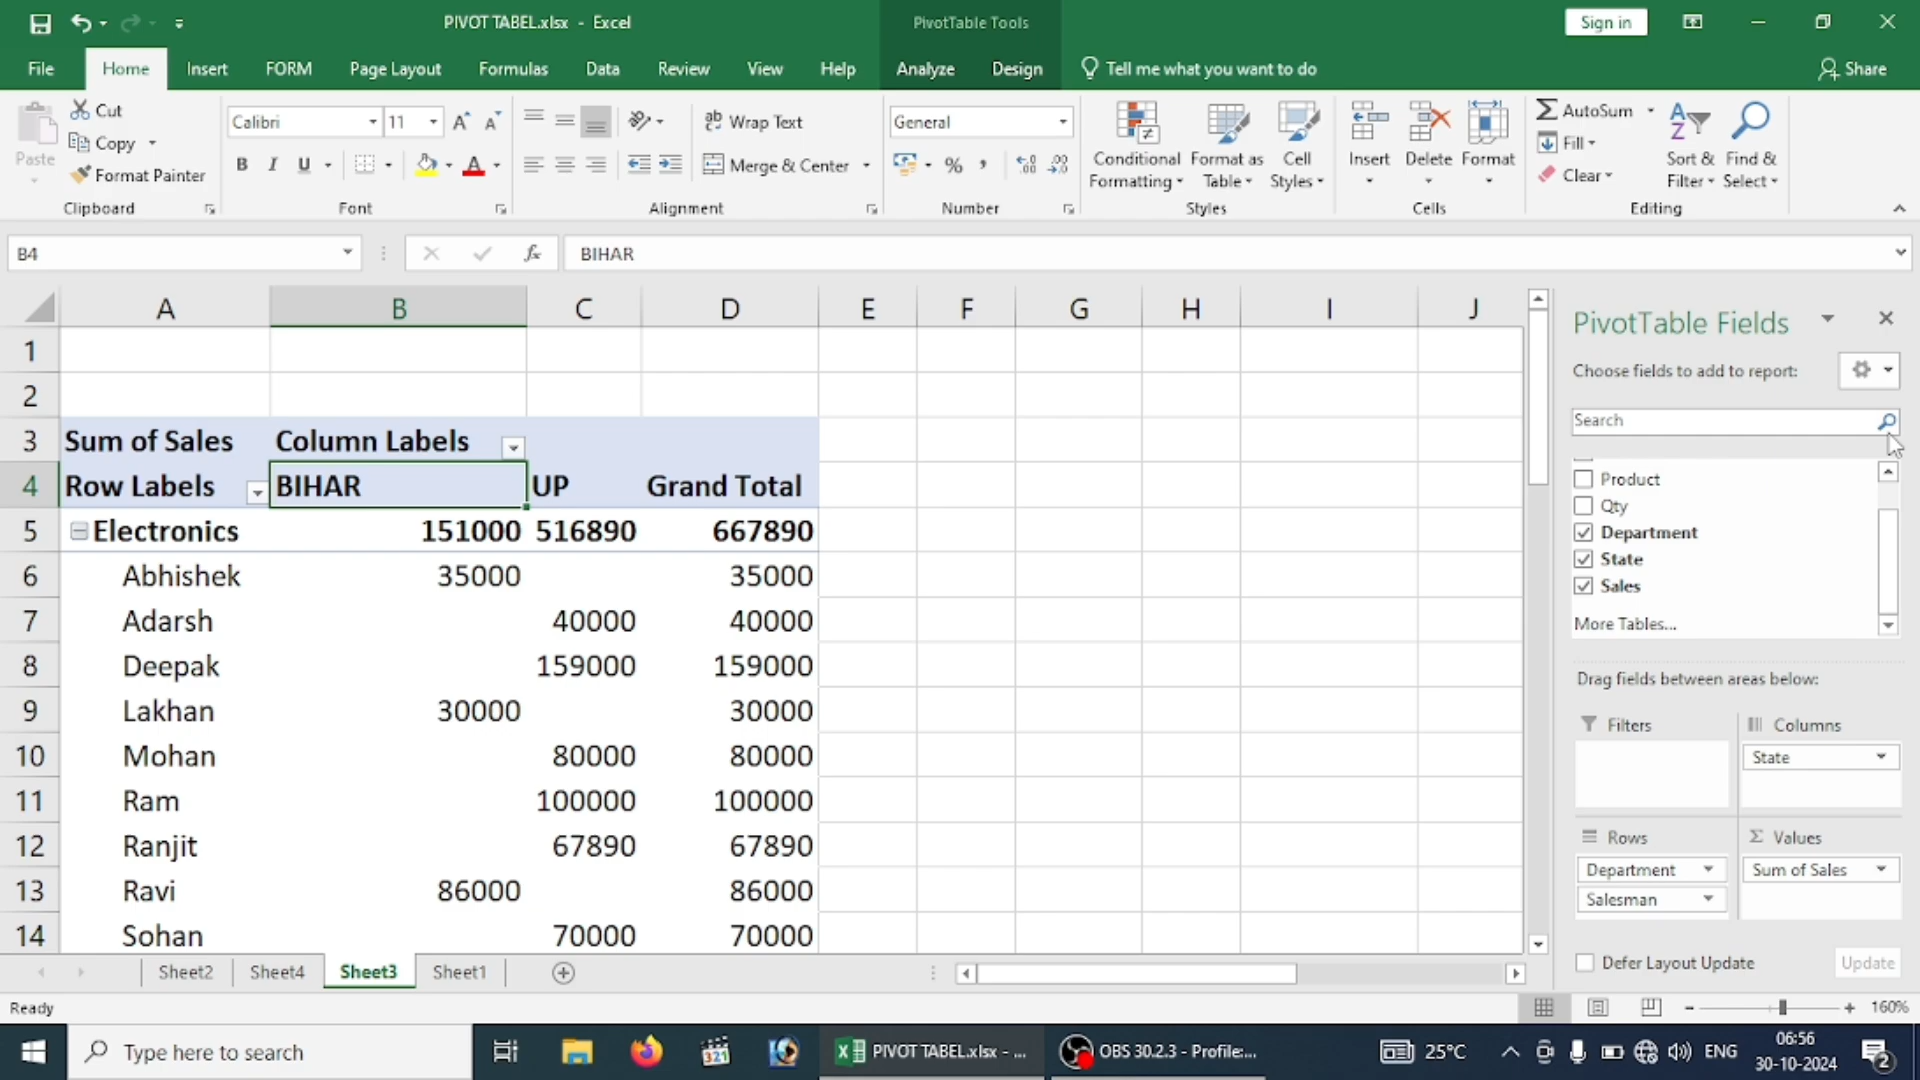 PIVOT TABEL.xlsx - Excel
PivotTable Tools
Sign in
File Home Insert FORM Page Layout Formulas Data Review View Help Analyze Design Tell me what you want to do Share
Paste
Cut
Copy
Format Painter
Clipboard
Calibri 11
B I U
Font
Wrap Text
Merge & Center
Alignment
General
%
Number
Conditional Formatting
Format as Table
Cell Styles
Styles
Insert
Delete
Format
Cells
AutoSum
Fill
Clear
Sort & Filter
Find & Select
Editing
B4 fx BIHAR
A B C D E F G H I J
1
2
3 Sum of Sales Column Labels
4 Row Labels BIHAR UP Grand Total
5 Electronics 151000 516890 667890
6 Abhishek 35000 35000
7 Adarsh 40000 40000
8 Deepak 159000 159000
9 Lakhan 30000 30000
10 Mohan 80000 80000
11 Ram 100000 100000
12 Ranjit 67890 67890
13 Ravi 86000 86000
14 Sohan 70000 70000
PivotTable Fields
Choose fields to add to report:
Search
Product
Qty
Department
State
Sales
More Tables...
Drag fields between areas below:
Filters
Columns
State
Rows
Department
Salesman
Σ Values
Sum of Sales
Defer Layout Update Update
Sheet2 Sheet4 Sheet3 Sheet1
Ready
160%
Type here to search
321
PIVOT TABEL.xlsx - ...
OBS 30.2.3 - Profile:...
25°C
ENG
06:56
30-10-2024
2